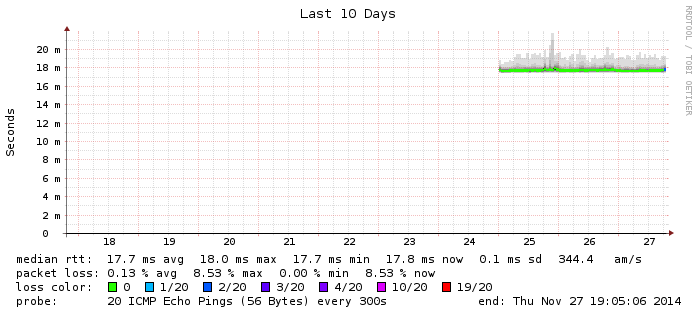 Last 10 Days
RRDTOOL / TOBI OETIKER
Seconds
20 m
18 m
16 m
14 m
12 m
10 m
8 m
6 m
4 m
2 m
0
18 19 20 21 22 23 24 25 26 27
median rtt: 17.7 ms avg 18.0 ms max 17.7 ms min 17.8 ms now 0.1 ms sd 344.4 am/s
packet loss: 0.13 % avg 8.53 % max 0.00 % min 8.53 % now
loss color: 0 1/20 2/20 3/20 4/20 10/20 19/20
probe: 20 ICMP Echo Pings (56 Bytes) every 300s end: Thu Nov 27 19:05:06 2014